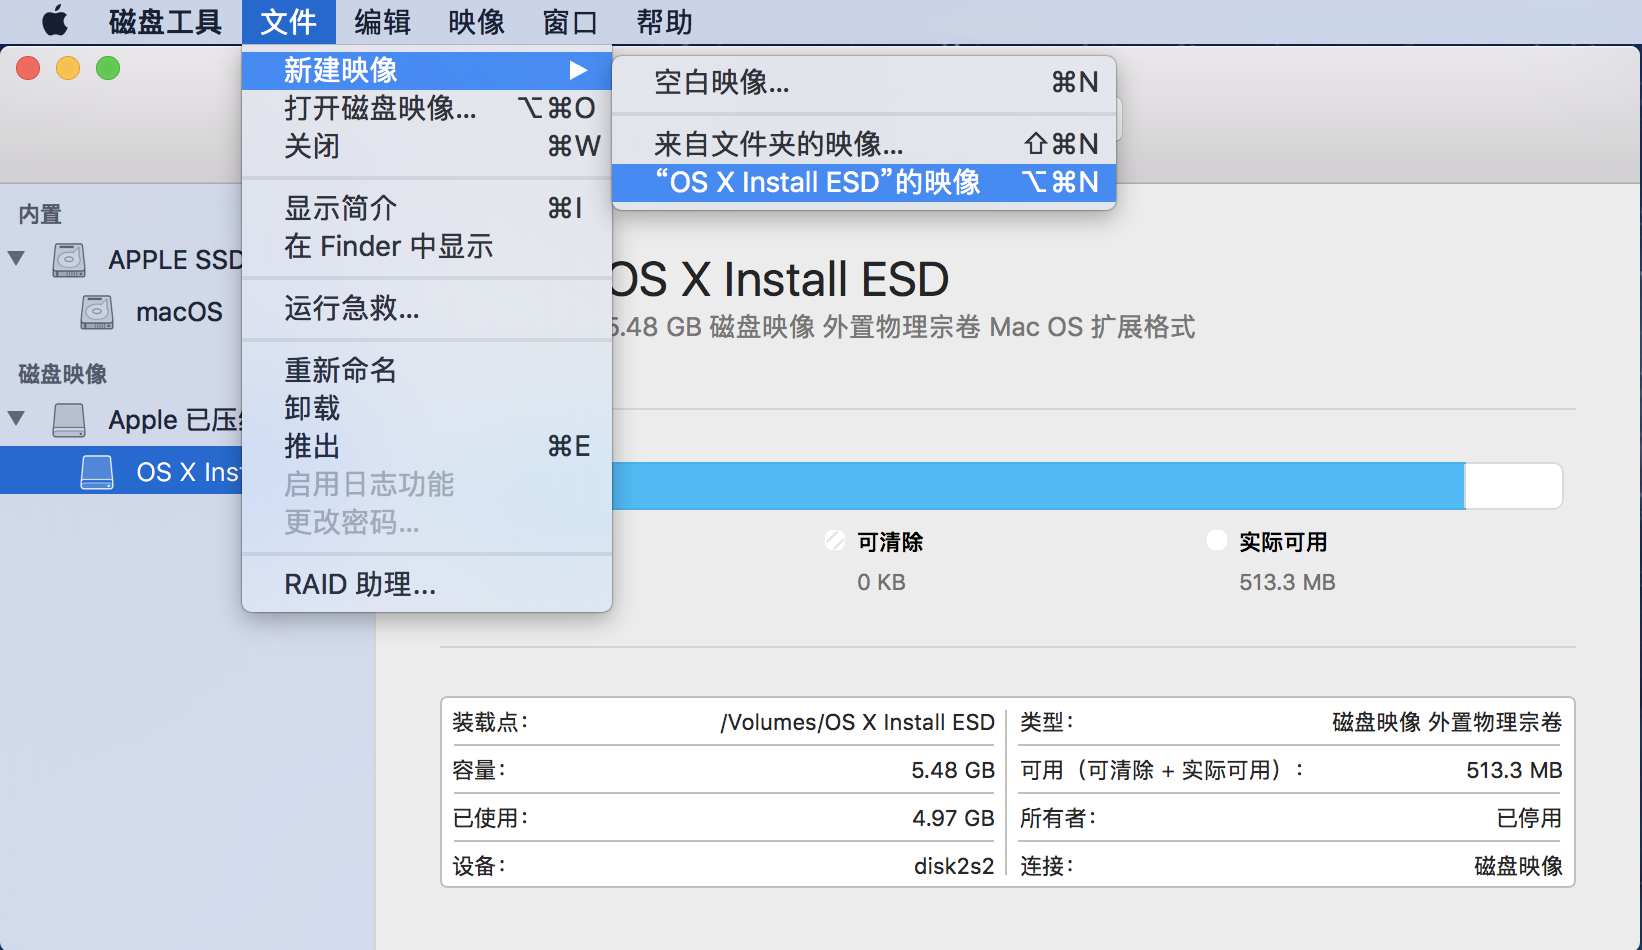 磁盘工具 文件 编辑 映像 窗口 帮助
新建映像 ▶
打开磁盘映像... ⌥⌘O
关闭 ⌘W
显示简介 ⌘I
在 Finder 中显示
运行急救...
重新命名
卸载
推出 ⌘E
启用日志功能
更改密码...
RAID 助理...
空白映像... ⌘N
来自文件夹的映像... ⇧⌘N
“OS X Install ESD”的映像 ⌥⌘N
内置
APPLE SSD
macOS
磁盘映像
Apple 已压
OS X Inst
OS X Install ESD
5.48 GB 磁盘映像 外置物理宗卷 Mac OS 扩展格式
可清除
0 KB
实际可用
513.3 MB
装载点: /Volumes/OS X Install ESD
容量: 5.48 GB
已使用: 4.97 GB
设备: disk2s2
类型: 磁盘映像 外置物理宗卷
可用（可清除 + 实际可用）: 513.3 MB
所有者: 已停用
连接: 磁盘映像